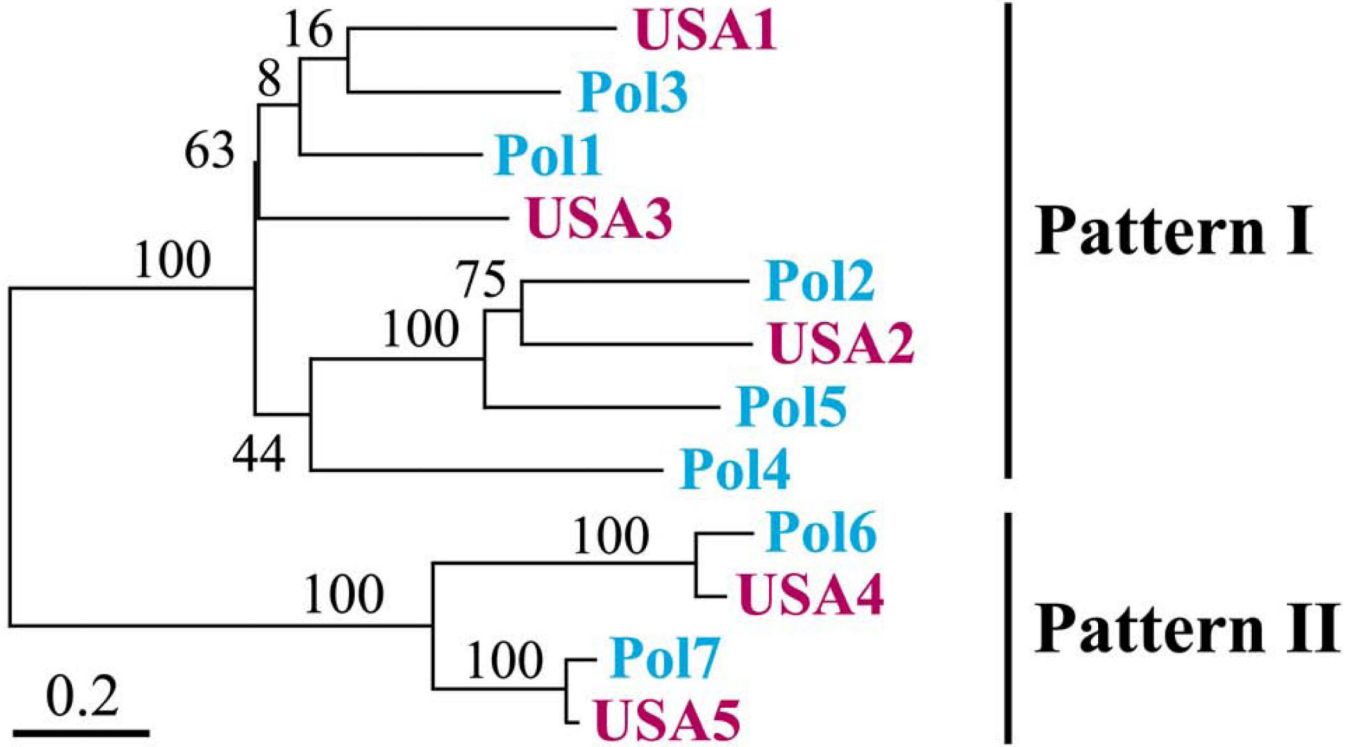 16
USA1
8
Pol3
63
Pol1
USA3
Pattern I
100
75
Pol2
100
USA2
Pol5
44
Pol4
100
Pol6
100
USA4
Pattern II
100
Pol7
0.2
USA5